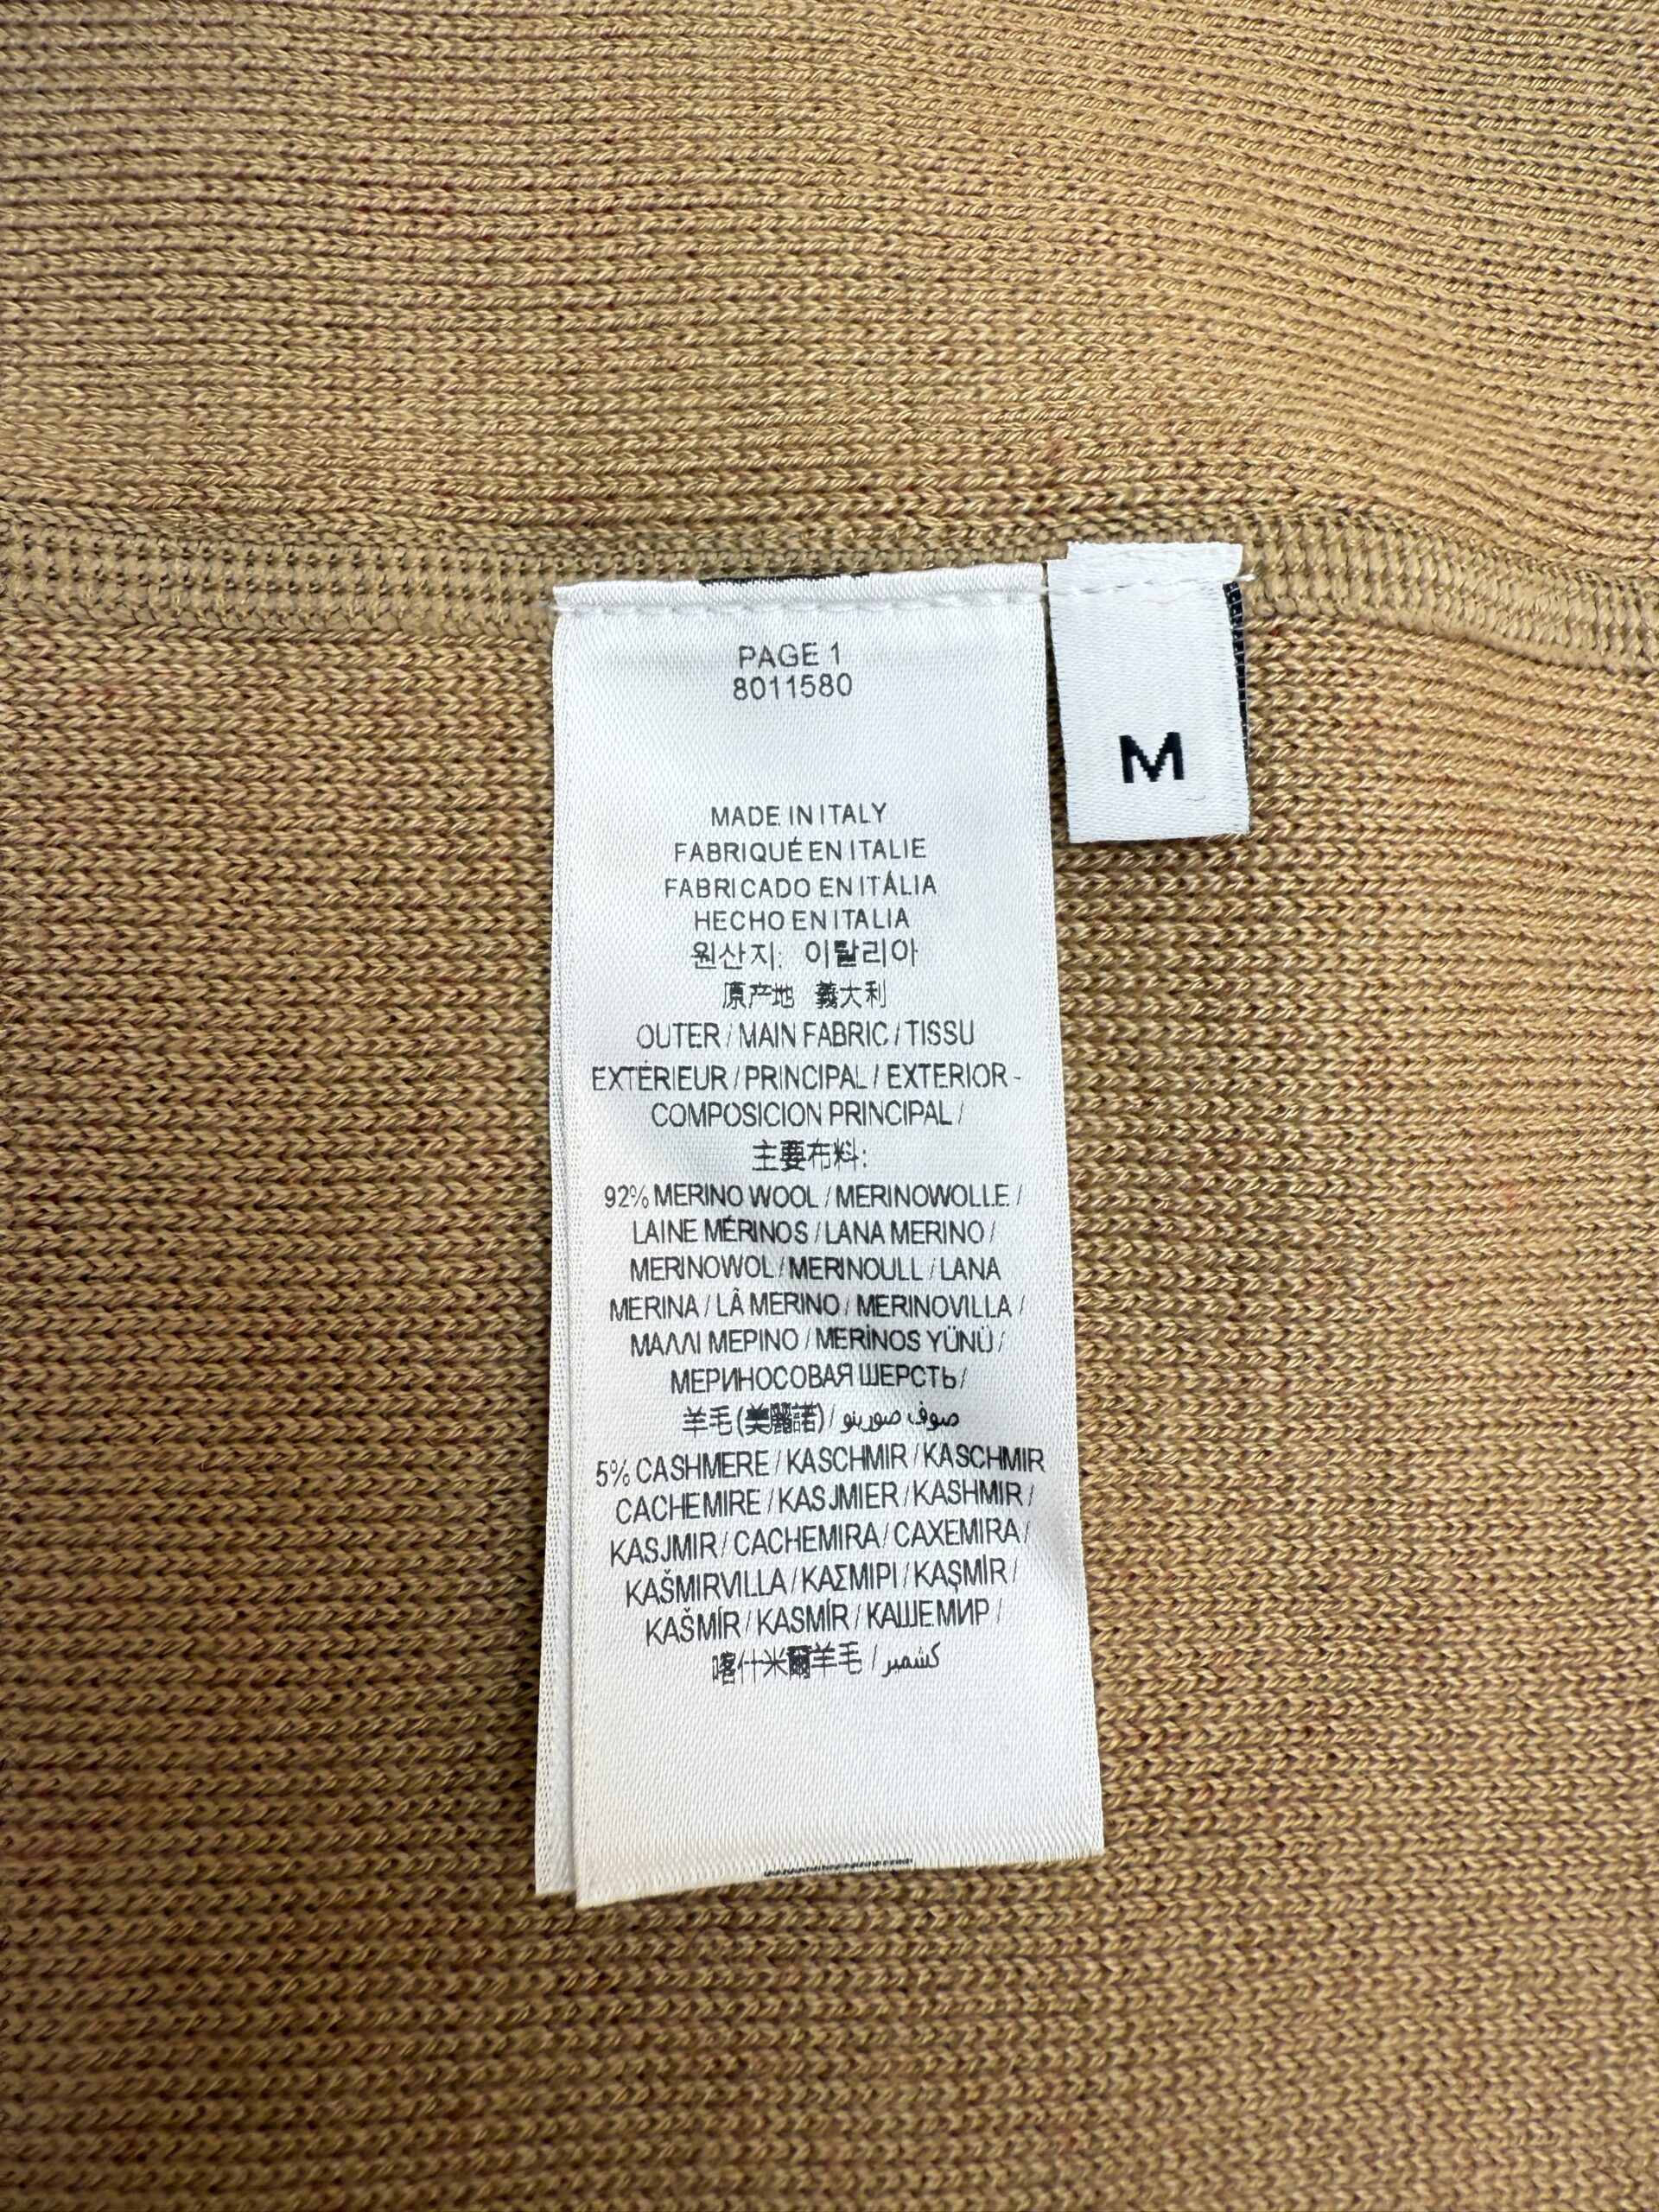 PAGE 1
8011580
M
MADE IN ITALY
FABRIQUÉ EN ITALIE
FABRICADO EN ITÁLIA
HECHO EN ITALIA
원산지: 이탈리아
原产地 義大利
OUTER / MAIN FABRIC / TISSU
EXTÉRIEUR / PRINCIPAL / EXTERIOR -
COMPOSICION PRINCIPAL /
主要布料:
92% MERINO WOOL / MERINOWOLLE /
LAINE MÉRINOS / LANA MERINO /
MERINOWOL / MERINOULL / LANA
MERINA / LÃ MERINO / MERINOVILLA /
ΜΑΛΛΙ ΜΕΡΙΝΟ / MERİNOS YÜNÜ /
МЕРИНОСОВАЯ ШЕРСТЬ /
羊毛 (美麗諾) / صوف صورينو
5% CASHMERE / KASCHMIR / KASCHMIR
CACHEMIRE / KASJMIER / KASHMIR /
KASJMIR / CACHEMIRA / CAXEMIRA /
KAŠMIRVILLA / ΚΑΣΜΙΡΙ / KAŞMİR /
KAŠMÍR / KASMÍR / КАШЕМИР /
喀什米爾羊毛 / كشمير